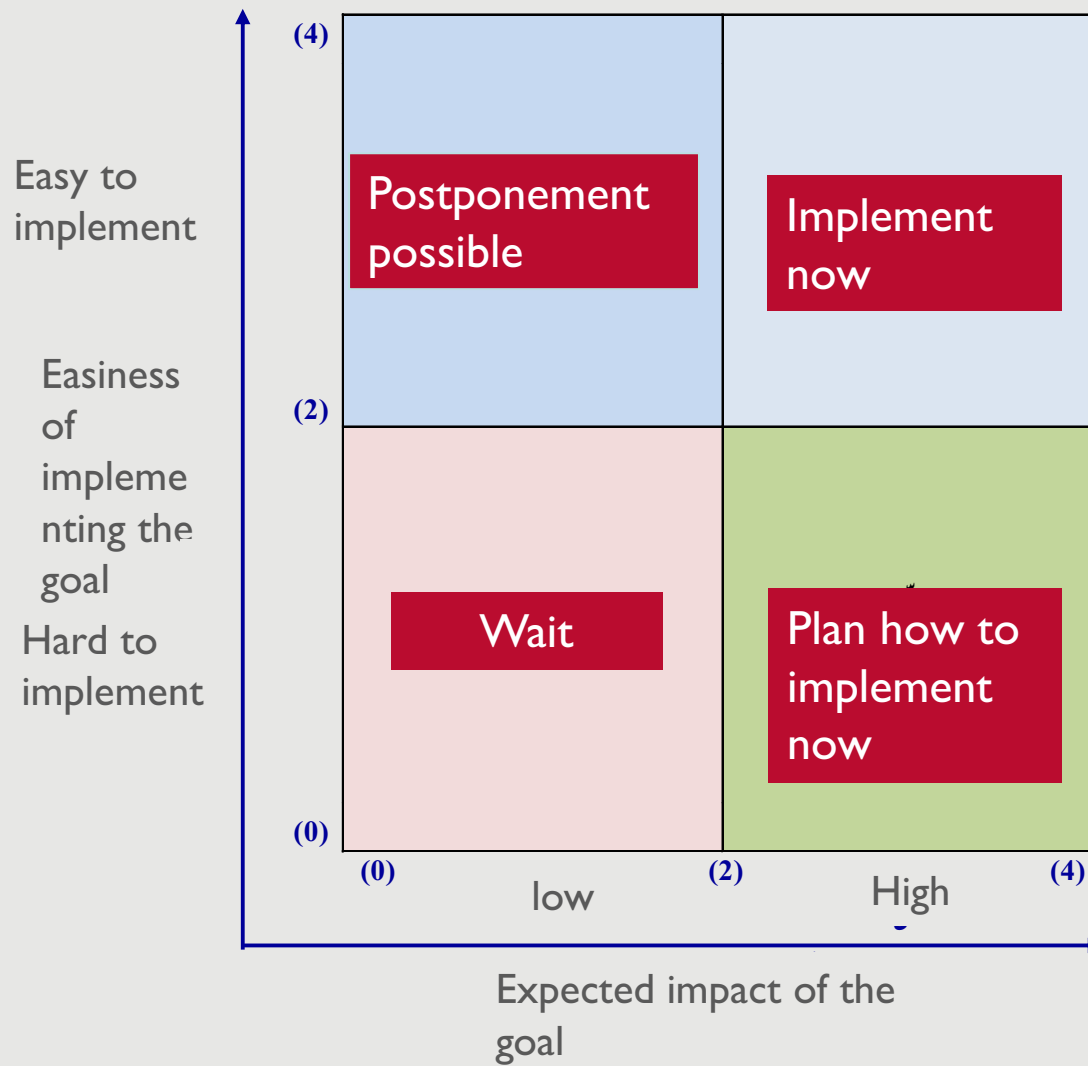 (4)
Easy to
implement
Postponement
possible
Implement
now
Easiness
of
impleme
nting the
goal
(2)
Hard to
implement
Wait
Plan how to
implement
now
(0)
(0)
low
(2)
High
(4)
Expected impact of the
goal